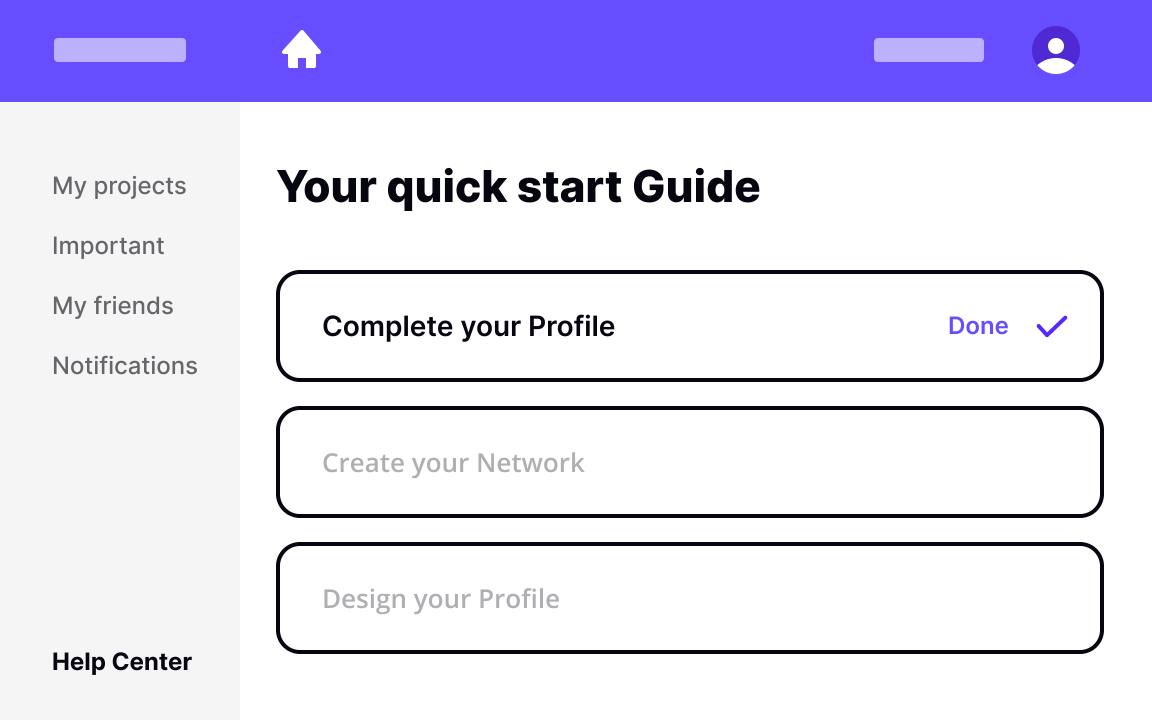 My projects
Important
My friends
Notifications
Help Center
Your quick start Guide
Complete your Profile
Done
Create your Network
Design your Profile